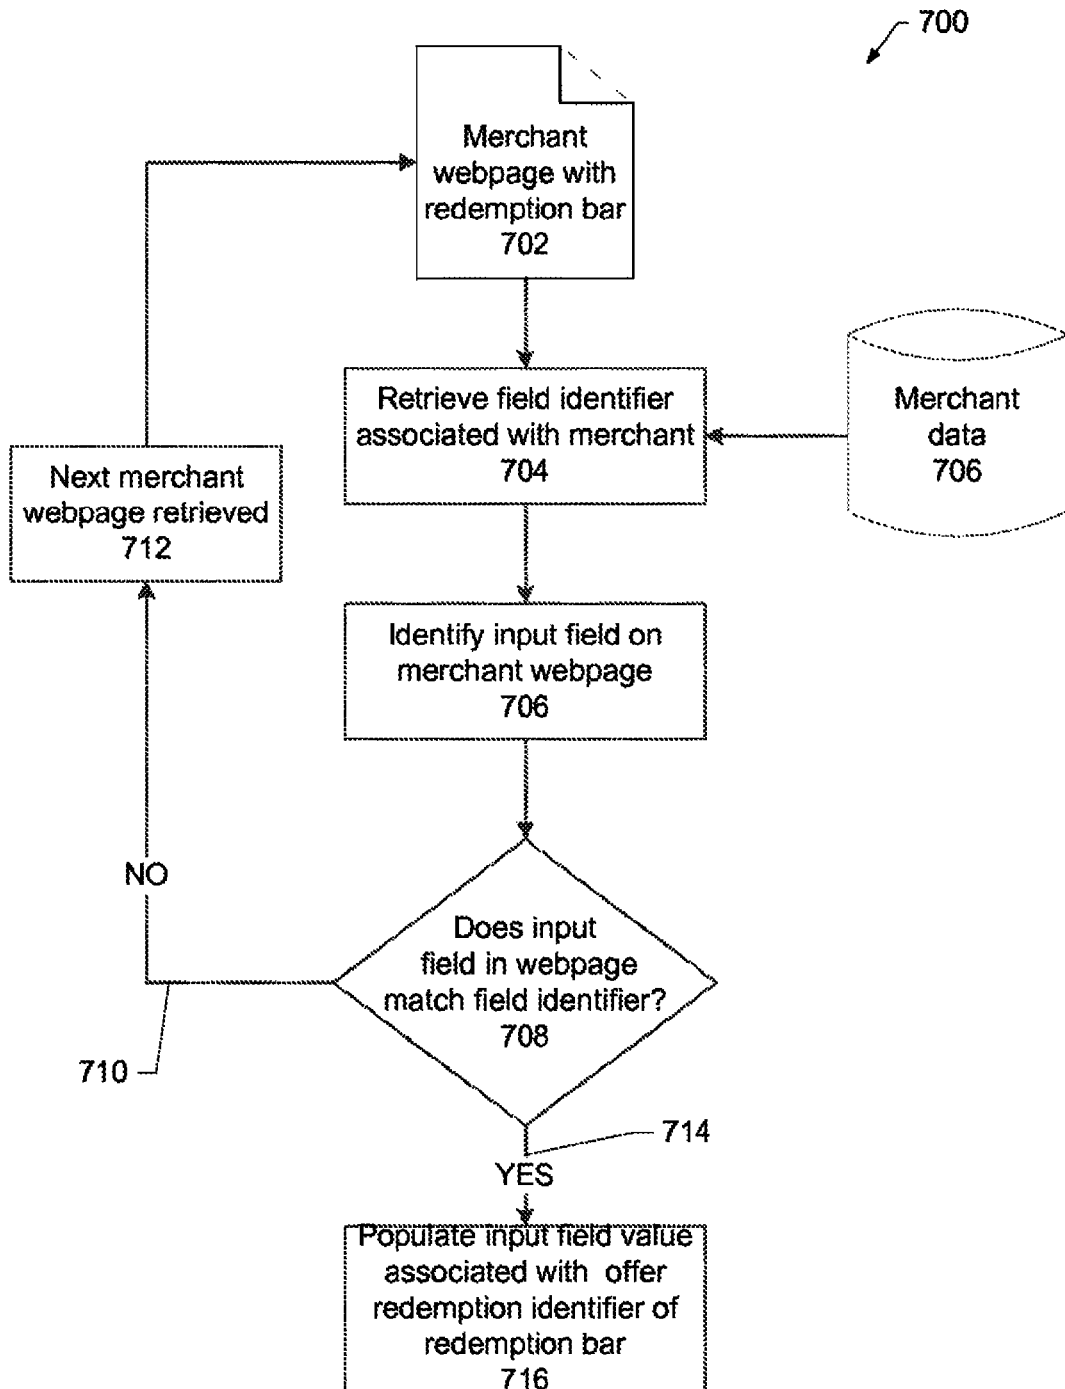 700
Merchant
webpage with
redemption bar
702
Retrieve field identifier
associated with merchant
704
Merchant
data
706
Next merchant
webpage retrieved
712
Identify input field on
merchant webpage
706
NO
Does input
field in webpage
match field identifier?
708
710
714
YES
Populate input field value
associated with offer
redemption identifier of
redemption bar
716